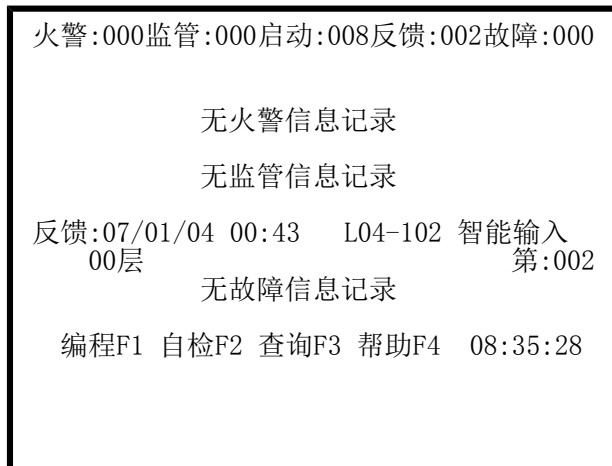 火警:000监管:000启动:008反馈:002故障:000
无火警信息记录
无监管信息记录
反馈:07/01/04 00:43 L04-102 智能输入
00层 第:002
无故障信息记录
编程F1 自检F2 查询F3 帮助F4 08:35:28